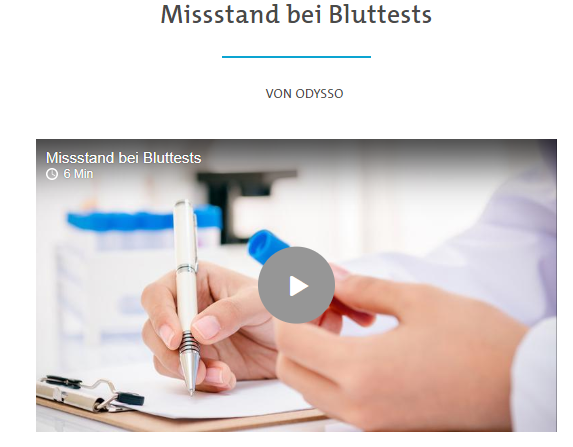 Missstand bei Bluttests
VON ODYSSO
Missstand bei Bluttests
6 Min